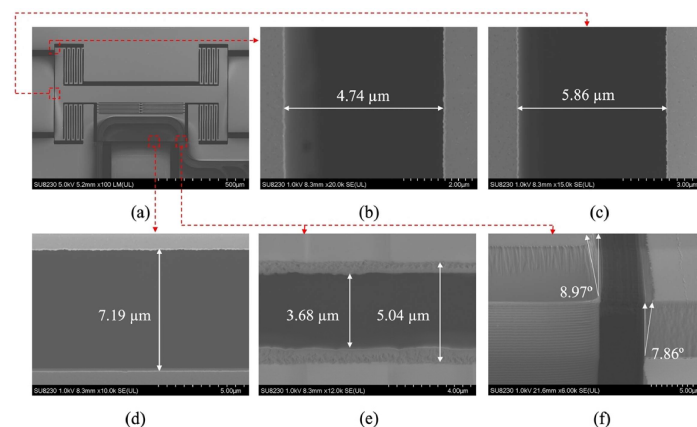 4.74 µm
5.86 µm
SU8230 5.0kV 5.2mm x100 LM(UL)
500µm
SU8230 1.0kV 8.3mm x20.0k SE(UL)
2.00µm
SU8230 1.0kV 8.3mm x15.0k SE(UL)
3.00µm
(a)
(b)
(c)
7.19 µm
3.68 µm
5.04 µm
8.97º
7.86º
SU8230 1.0kV 8.3mm x10.0k SE(UL)
5.00µm
SU8230 1.0kV 8.3mm x12.0k SE(UL)
4.00µm
SU8230 1.0kV 21.6mm x6.00k SE(UL)
5.00µm
(d)
(e)
(f)